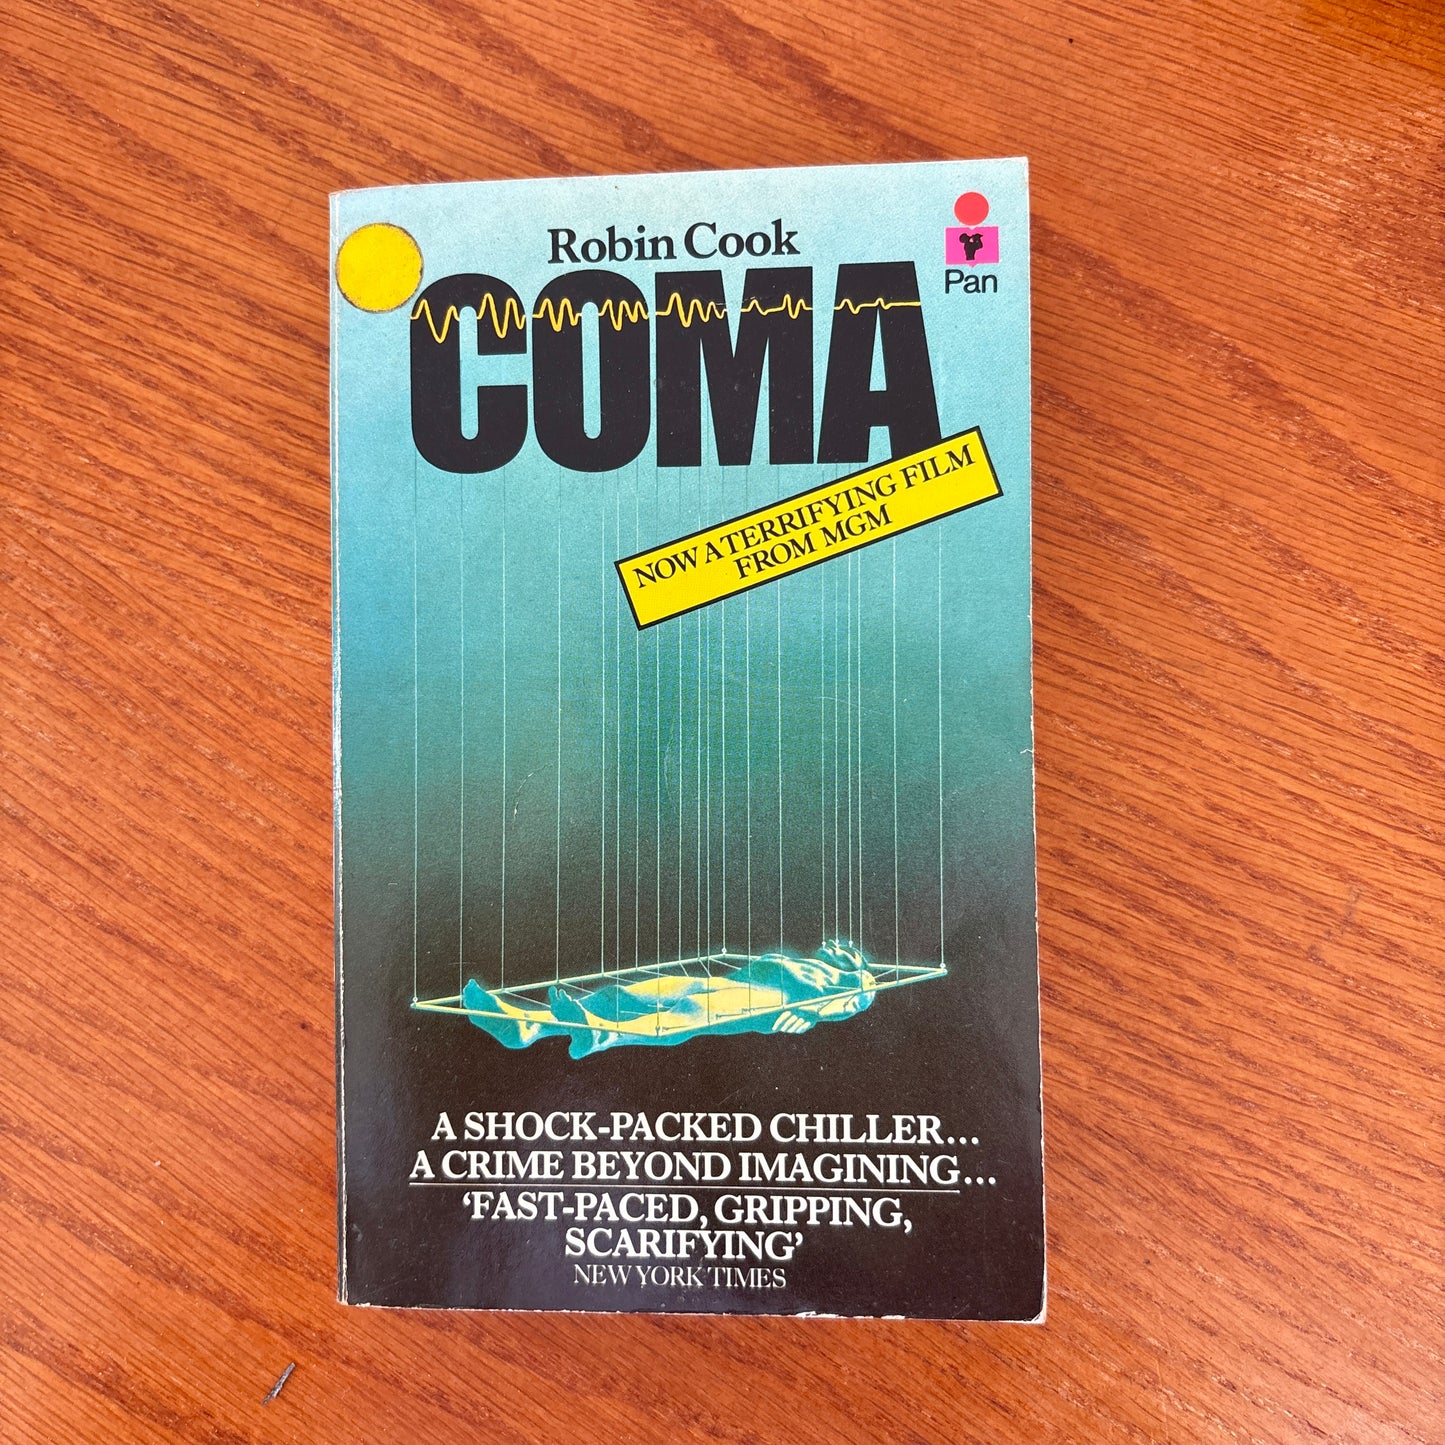 Robin Cook
Pan
COMA
NOW A TERRIFYING FILM
FROM MGM
A SHOCK-PACKED CHILLER...
A CRIME BEYOND IMAGINING...
‘FAST-PACED, GRIPPING,
SCARIFYING’
NEW YORK TIMES